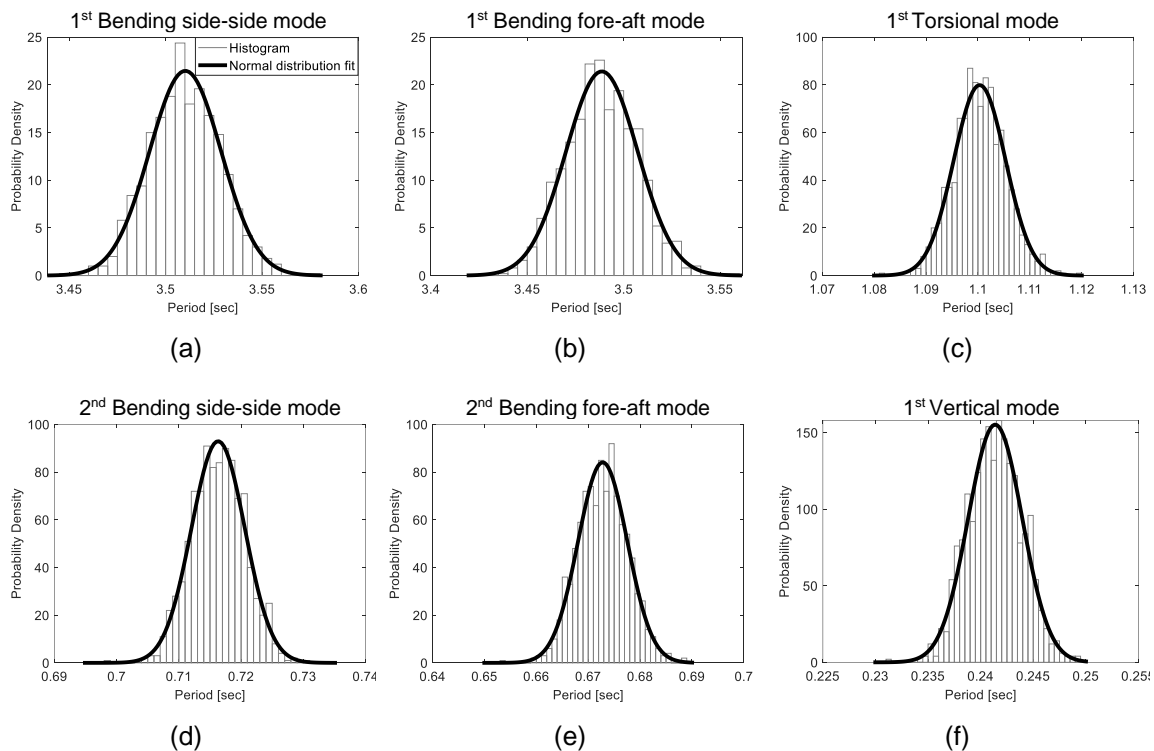 1st Bending side-side mode
25
20
15
10
5
0
Probability Density
Histogram
Normal distribution fit
3.45 3.5 3.55 3.6
Period [sec]
(a)
1st Bending fore-aft mode
25
20
15
10
5
0
Probability Density
3.4 3.45 3.5 3.55
Period [sec]
(b)
1st Torsional mode
100
80
60
40
20
0
Probability Density
1.07 1.08 1.09 1.1 1.11 1.12 1.13
Period [sec]
(c)
2nd Bending side-side mode
100
80
60
40
20
0
Probability Density
0.69 0.7 0.71 0.72 0.73 0.74
Period [sec]
(d)
2nd Bending fore-aft mode
100
80
60
40
20
0
Probability Density
0.64 0.65 0.66 0.67 0.68 0.69 0.7
Period [sec]
(e)
1st Vertical mode
150
100
50
0
Probability Density
0.225 0.23 0.235 0.24 0.245 0.25 0.255
Period [sec]
(f)